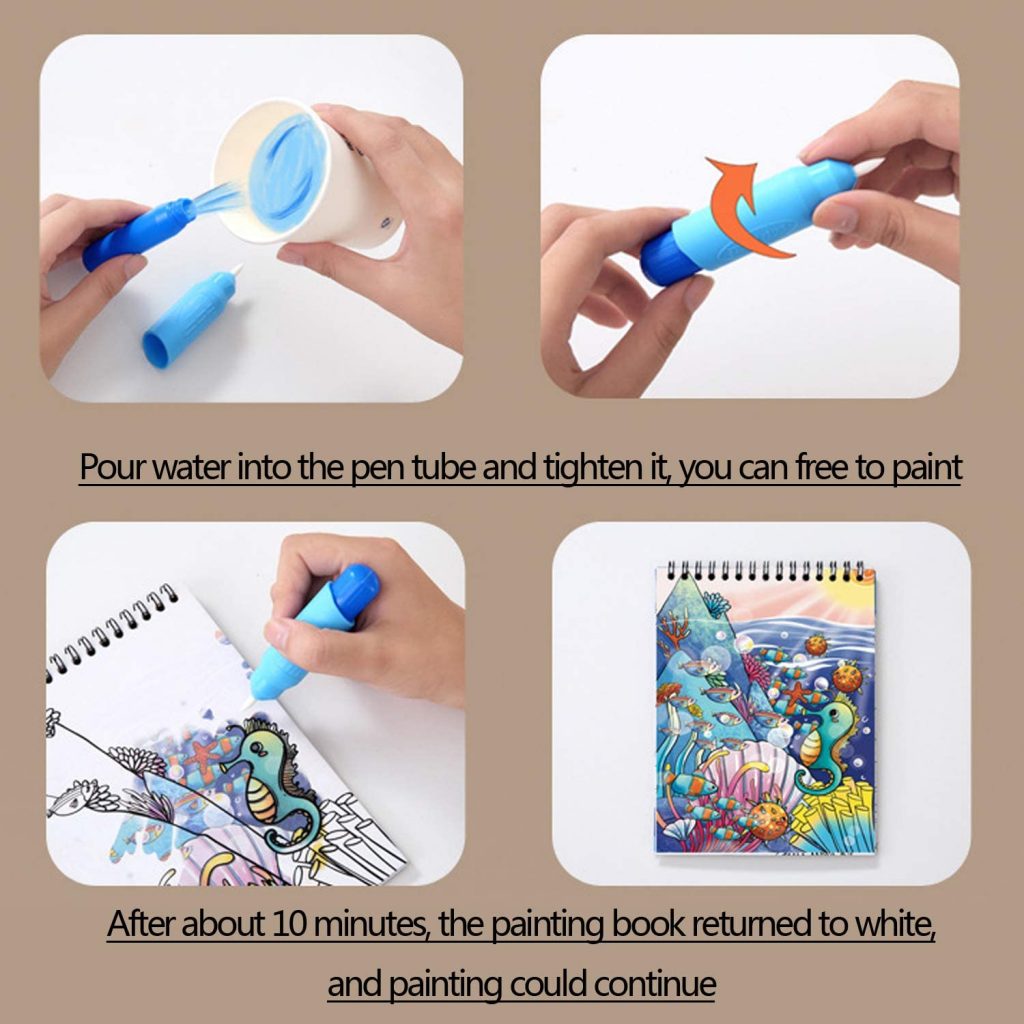 Pour water into the pen tube and tighten it, you can free to paint
After about 10 minutes, the painting book returned to white,
and painting could continue